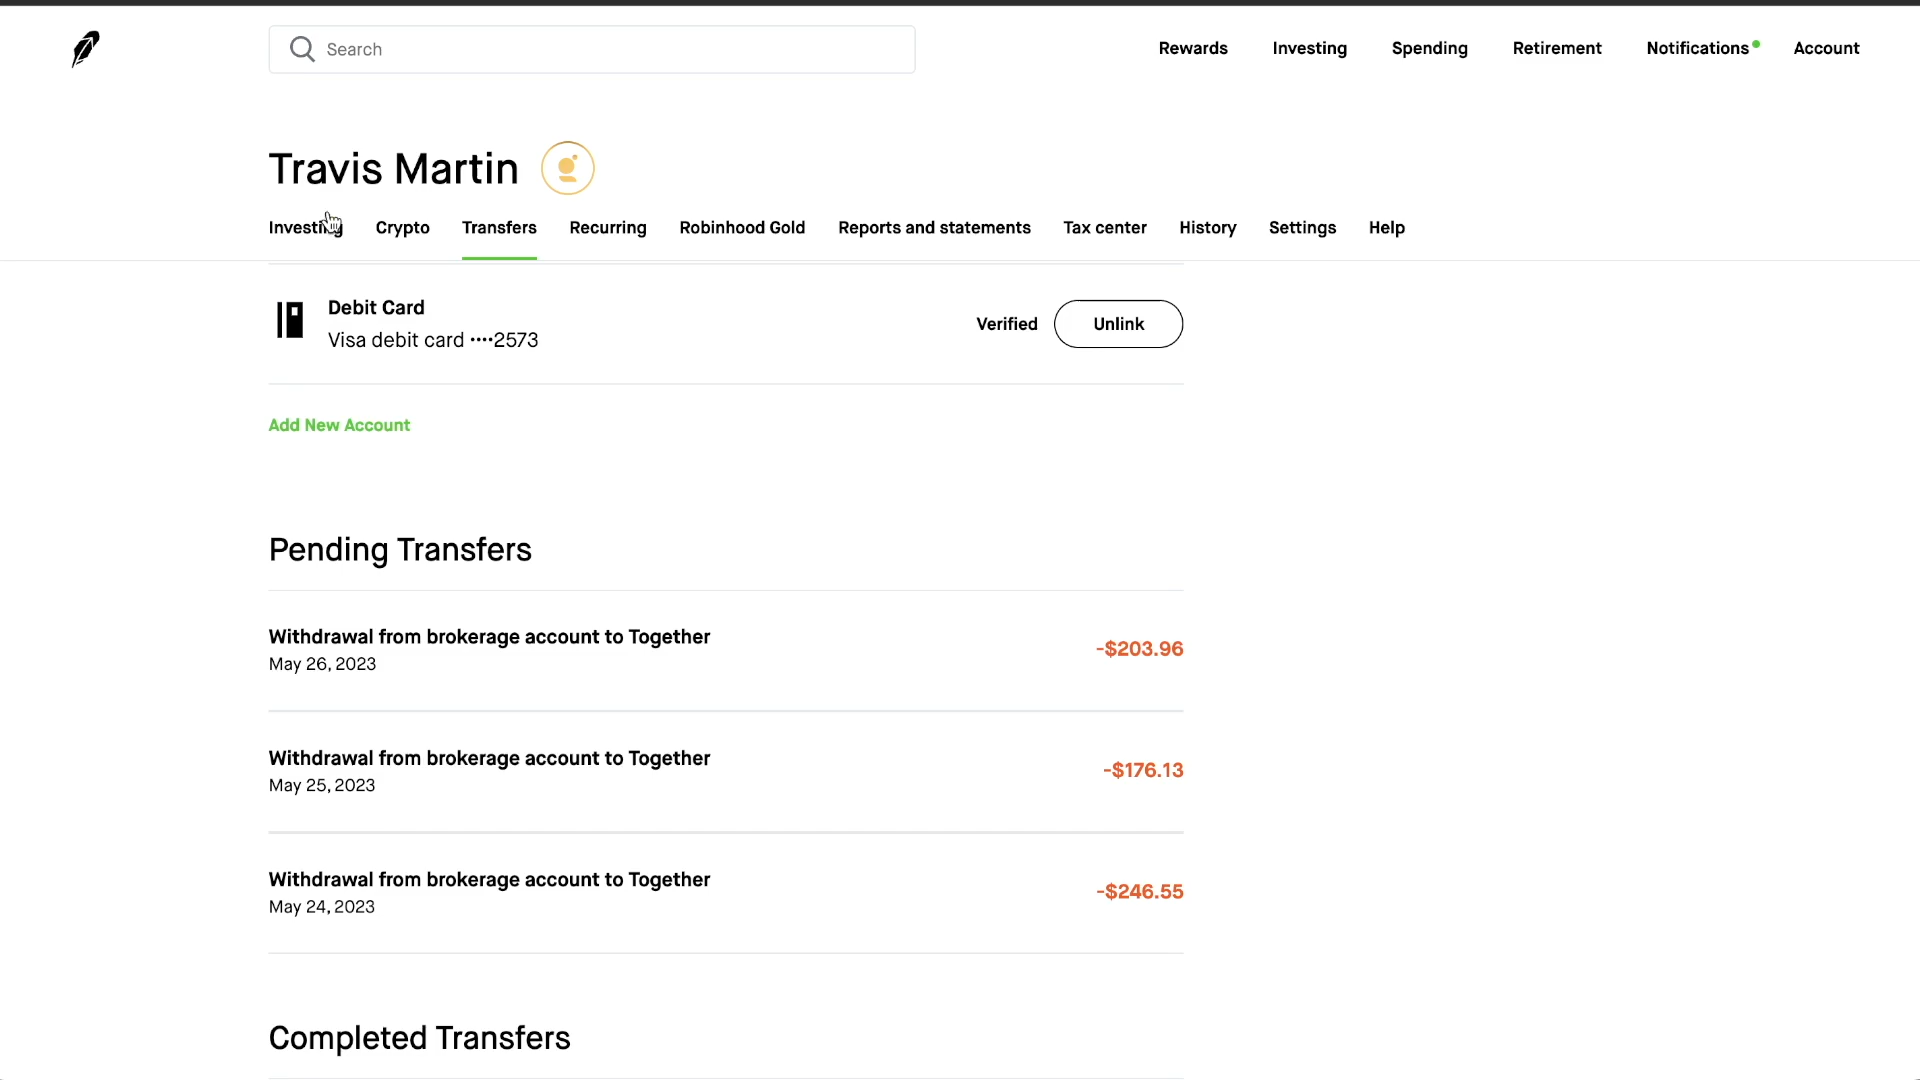 Search
Rewards Investing Spending Retirement Notifications Account
Travis Martin
Investing Crypto Transfers Recurring Robinhood Gold Reports and statements Tax center History Settings Help
Debit Card
Visa debit card ••••2573
Verified Unlink
Add New Account
Pending Transfers
Withdrawal from brokerage account to Together
May 26, 2023
-$203.96
Withdrawal from brokerage account to Together
May 25, 2023
-$176.13
Withdrawal from brokerage account to Together
May 24, 2023
-$246.55
Completed Transfers